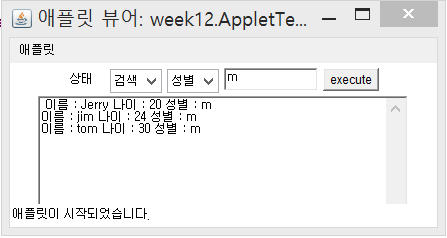 애플릿 뷰어: week12.AppletTe...
애플릿
상태 검색 성별 m execute
이름 : Jerry 나이 : 20 성별 : m
이름 : jim 나이 : 24 성별 : m
이름 : tom 나이 : 30 성별 : m
애플릿이 시작되었습니다.